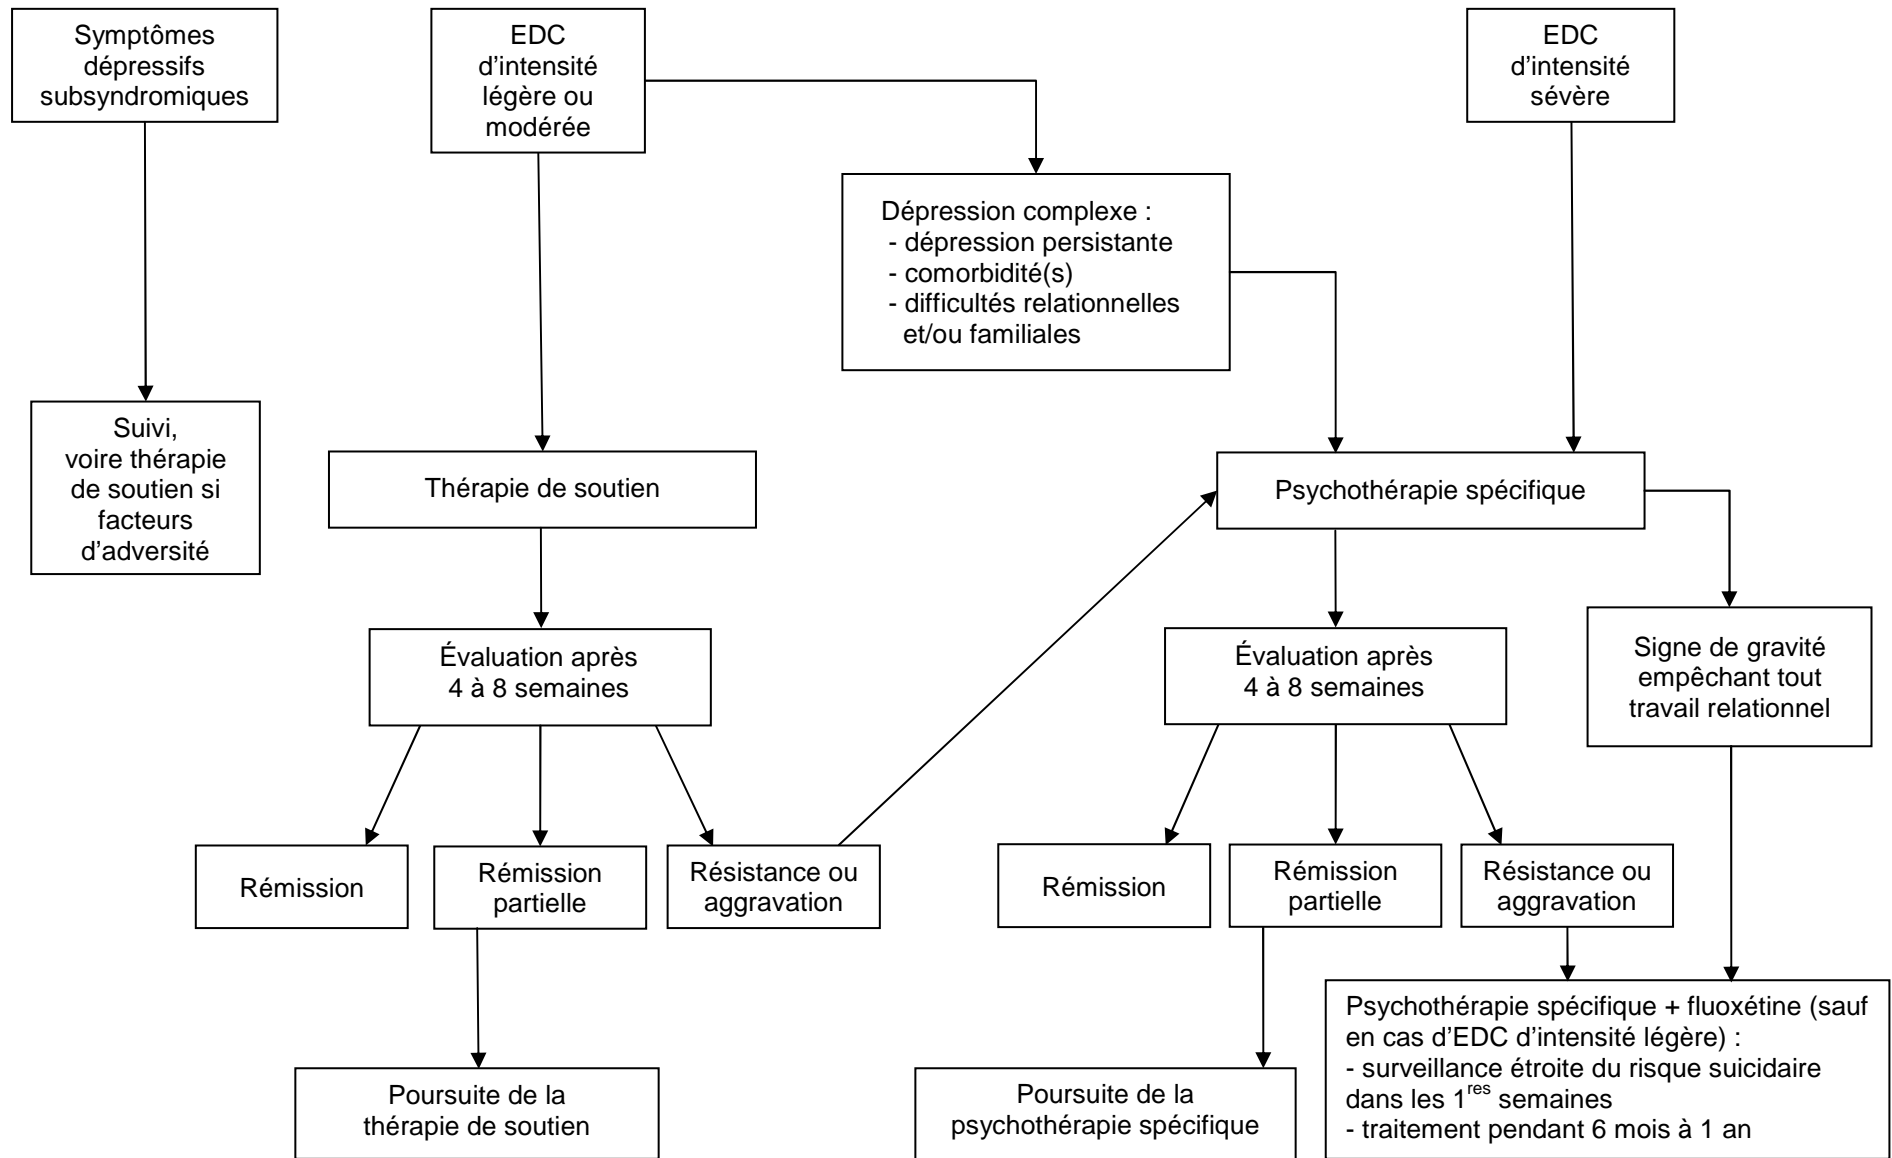 Symptômes
dépressifs
subsyndromiques
EDC
d’intensité
légère ou
modérée
EDC
d’intensité
sévère
Dépression complexe :
- dépression persistante
- comorbidité(s)
- difficultés relationnelles
et/ou familiales
Suivi,
voire thérapie
de soutien si
facteurs
d’adversité
Thérapie de soutien
Psychothérapie spécifique
Évaluation après
4 à 8 semaines
Évaluation après
4 à 8 semaines
Signe de gravité
empêchant tout
travail relationnel
Rémission
Rémission
partielle
Résistance ou
aggravation
Rémission
Rémission
partielle
Résistance ou
aggravation
Poursuite de la
thérapie de soutien
Poursuite de la
psychothérapie spécifique
Psychothérapie spécifique + fluoxétine (sauf
en cas d’EDC d’intensité légère) :
- surveillance étroite du risque suicidaire
dans les 1res semaines
- traitement pendant 6 mois à 1 an